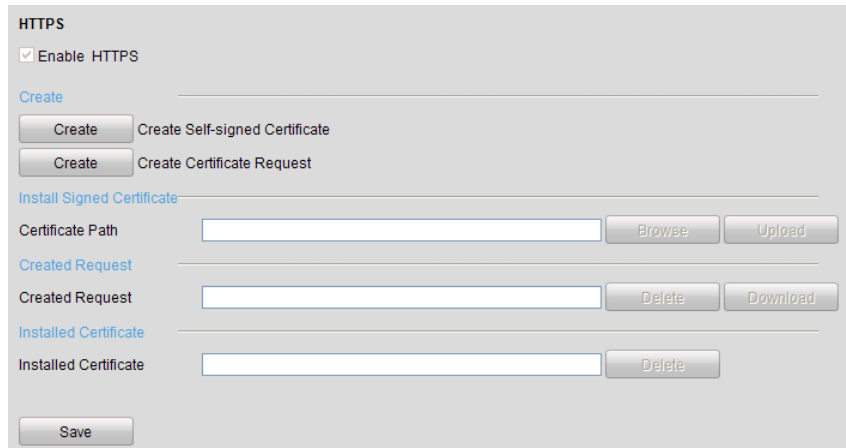 HTTPS
Enable HTTPS
Create
Create Create Self-signed Certificate
Create Create Certificate Request
Install Signed Certificate
Certificate Path Browse Upload
Created Request
Created Request Delete Download
Installed Certificate
Installed Certificate Delete
Save